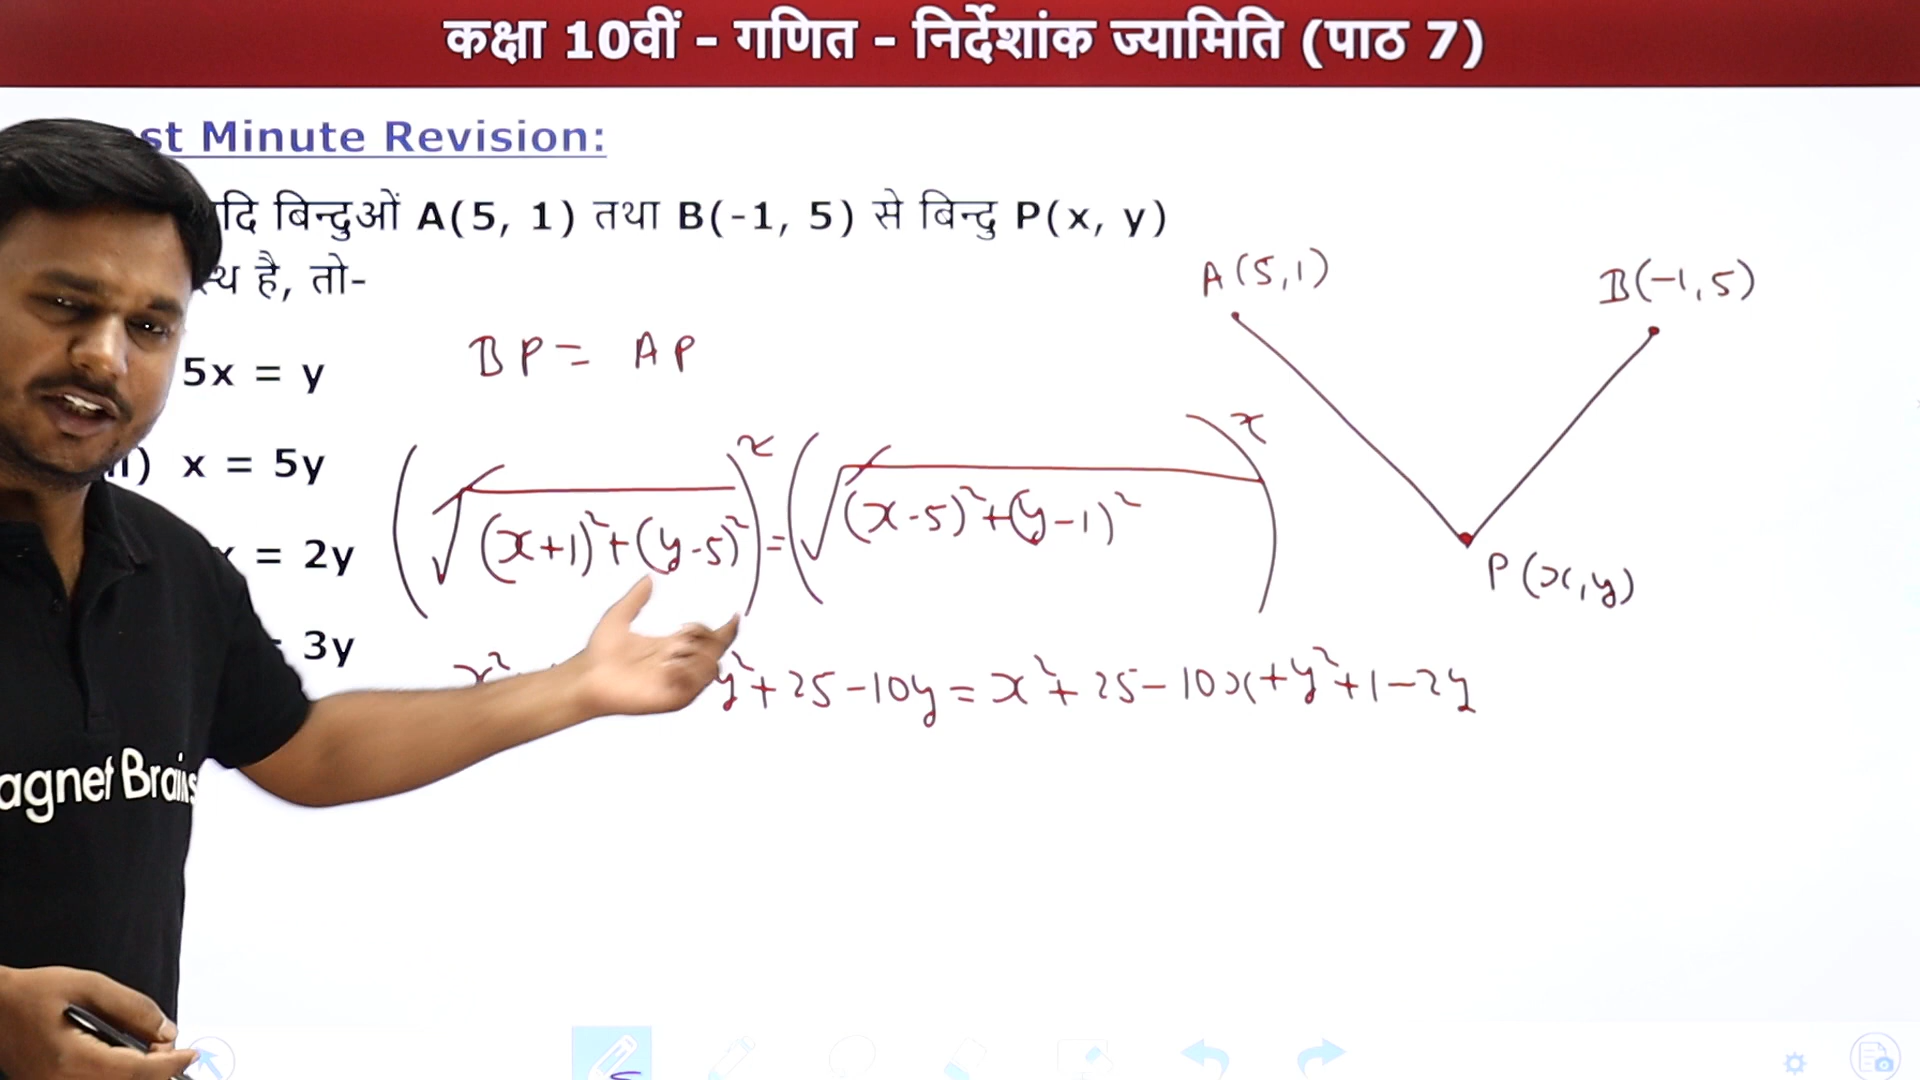 कक्षा 10वीं - गणित - निर्देशांक ज्यामिति (पाठ 7)
Minute Revision:
बिन्दुओं A(5, 1) तथा B(-1, 5) से बिन्दु P(x, y)
है, तो-
A(5,1)
B(-1,5)
BP = AP
5x = y
x = 5y
(√(x+1)²+(y-5)²)² = (√(x-5)²+(y-1)²)²
= 2y
P(x,y)
3y
x² y²+25-10y = x²+25-10x+y²+1-2y
agnet Brains